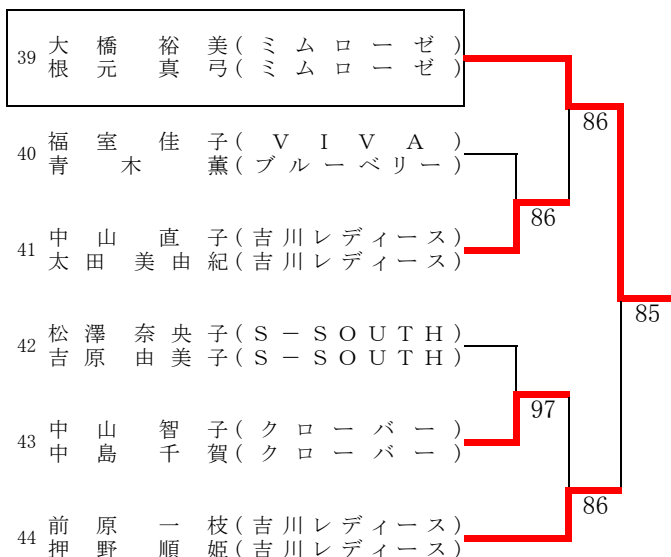 39 大橋裕美(ミムローゼ)
根元真弓(ミムローゼ)
86
40 福室佳子(VIVA)
青木薫(ブルーベリー)
86
41 中山直子(吉川レディース)
太田美由紀(吉川レディース)
85
42 松澤奈央子(S-SOUTH)
吉原由美子(S-SOUTH)
97
43 中山智子(クローバー)
中島千賀(クローバー)
86
44 前原一枝(吉川レディース)
押野順姫(吉川レディース)